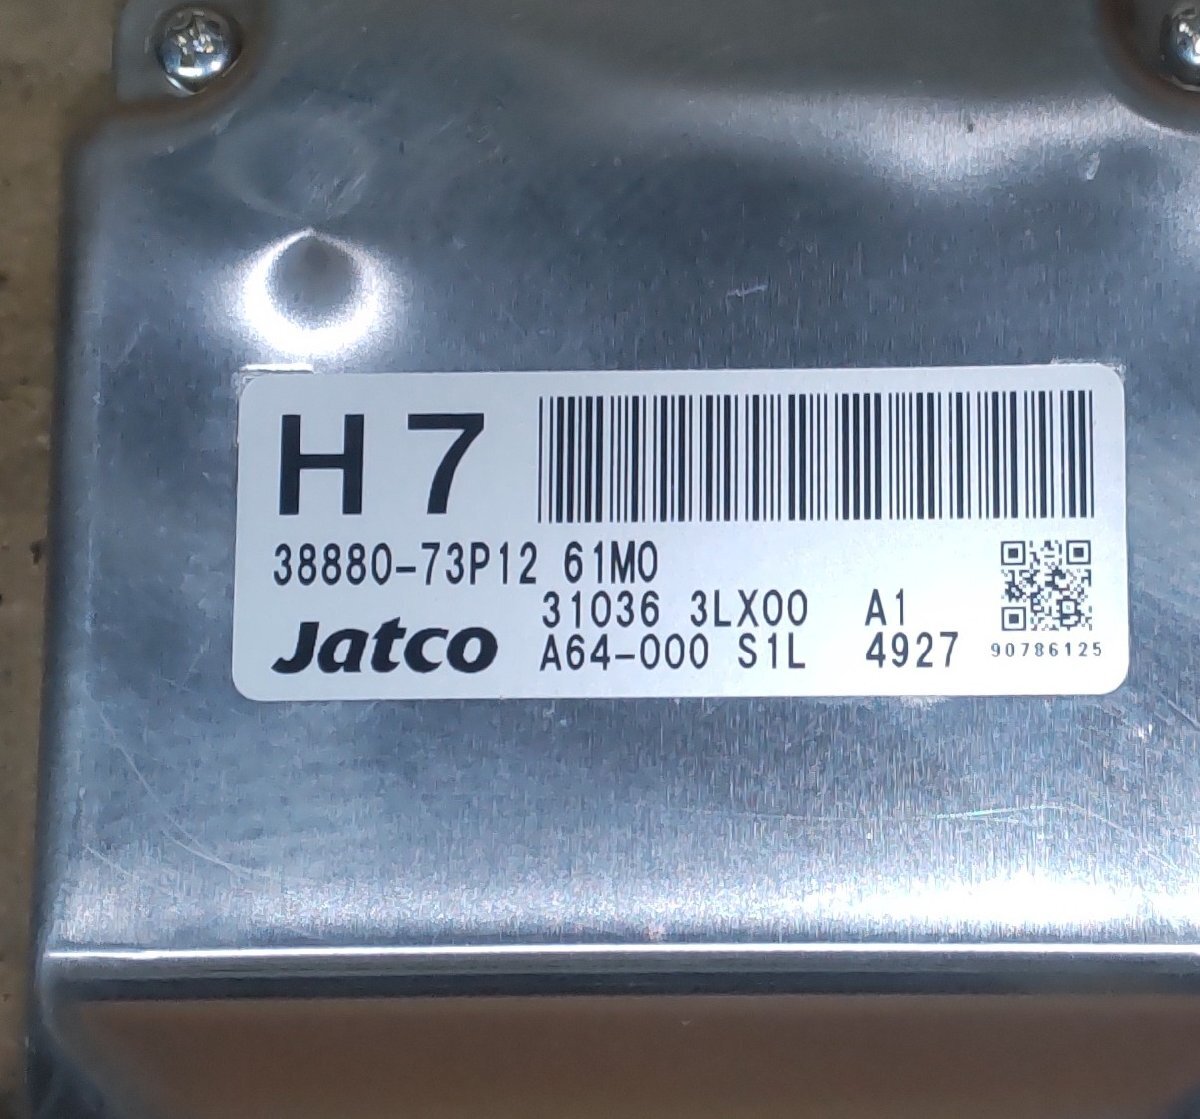 H7
38880-73P12 61M0
31036 3LX00 A1
Jatco A64-000 S1L 4927 90786125